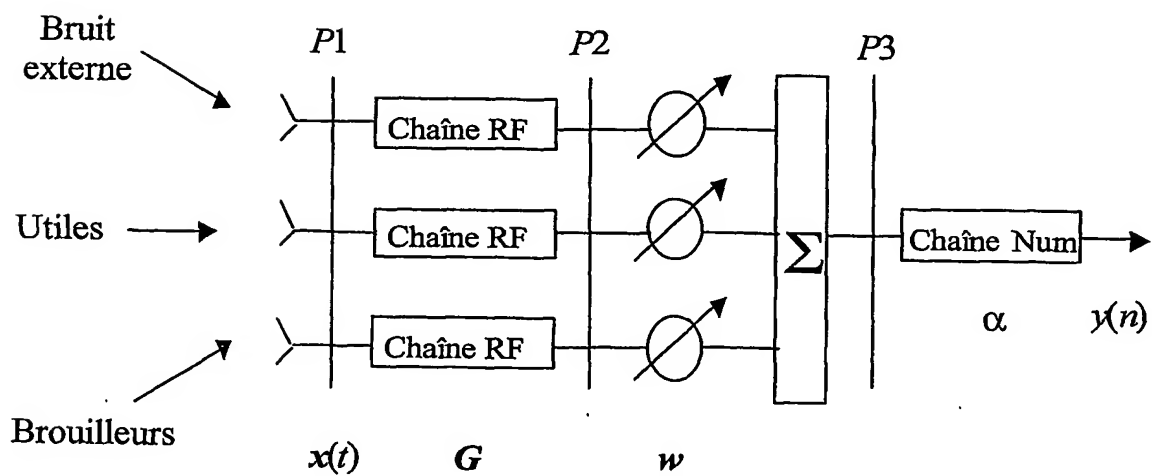 Bruit
externe
P1
P2
P3
Chaîne RF
Utiles
Chaîne RF
Σ
Chaîne Num
α
y(n)
Chaîne RF
Brouilleurs
x(t)
G
w